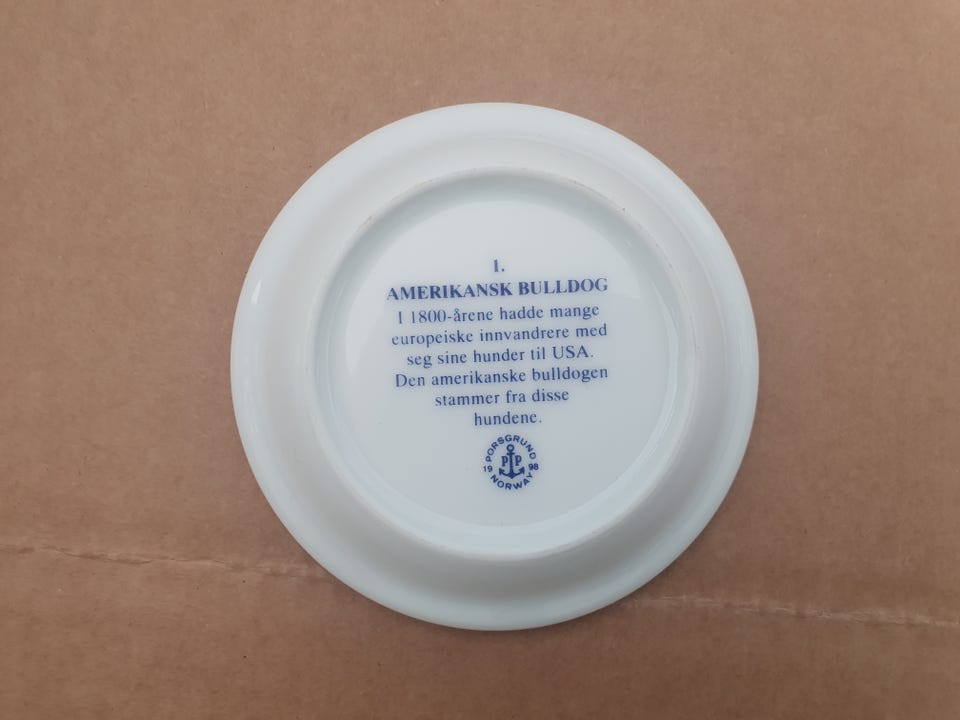 1.
AMERIKANSK BULLDOG
I 1800-årene hadde mange
europeiske innvandrere med
seg sine hunder til USA.
Den amerikanske bulldogen
stammer fra disse
hundene.
PORSGRUND
19 PP 98
NORWAY